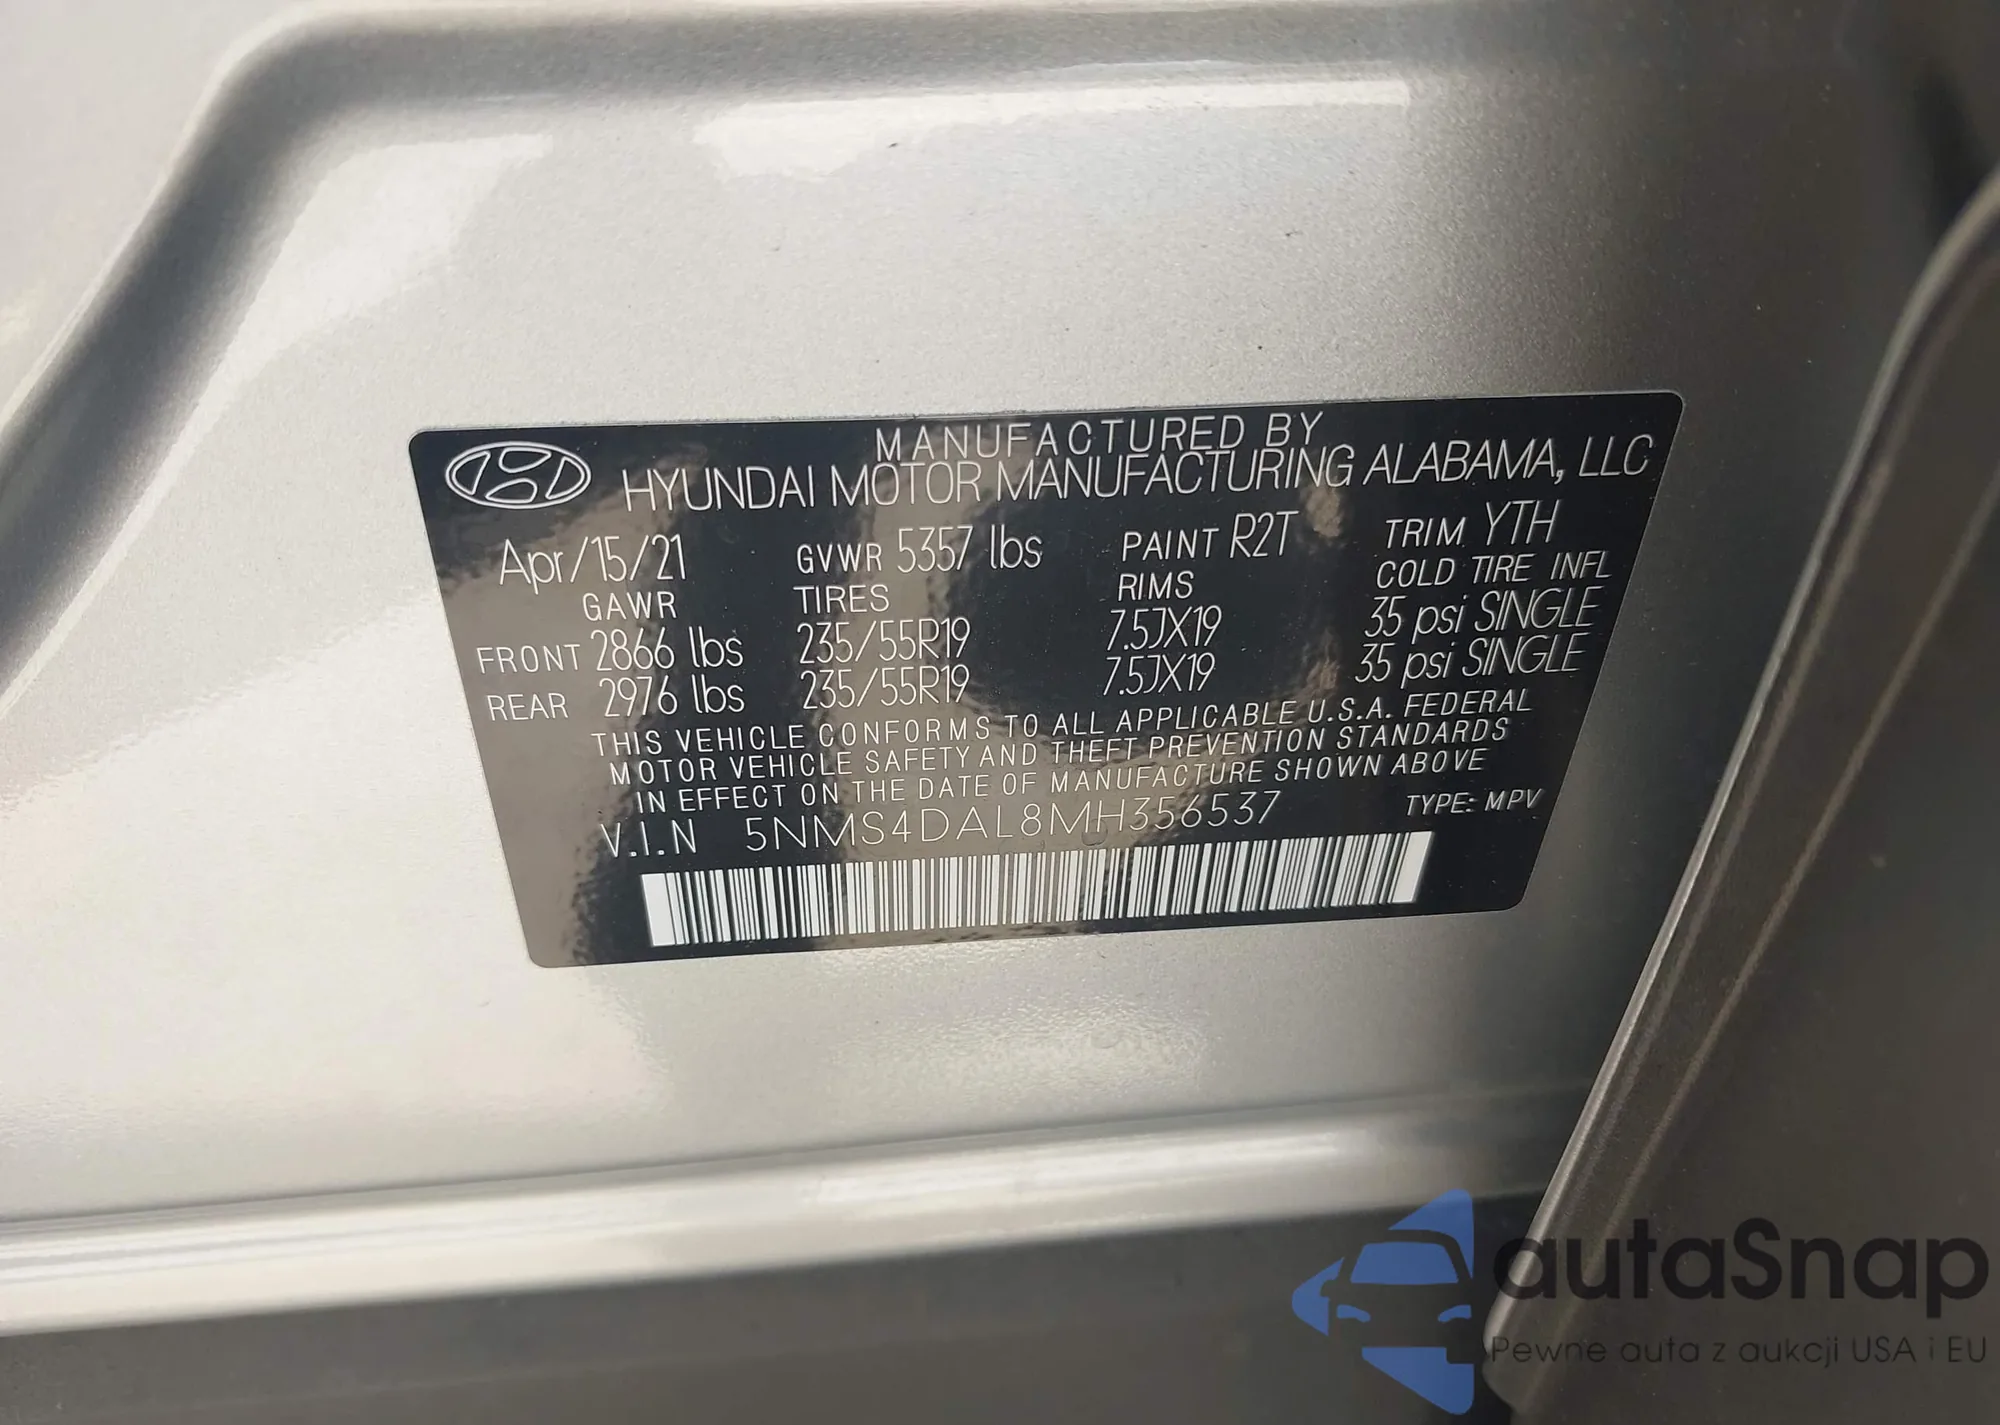 MANUFACTURED BY
HYUNDAI MOTOR MANUFACTURING ALABAMA, LLC
Apr/15/21 GVWR 5357 lbs PAINT R2T TRIM YTH
GAWR TIRES RIMS COLD TIRE INFL
FRONT 2866 lbs 235/55R19 7.5JX19 35 psi SINGLE
REAR 2976 lbs 235/55R19 7.5JX19 35 psi SINGLE
THIS VEHICLE CONFORMS TO ALL APPLICABLE U.S.A. FEDERAL
MOTOR VEHICLE SAFETY AND THEFT PREVENTION STANDARDS
IN EFFECT ON THE DATE OF MANUFACTURE SHOWN ABOVE
V.I.N 5NMS4DAL8MH356537 TYPE: MPV
autaSnap
Pewne auta z aukcji USA i EU